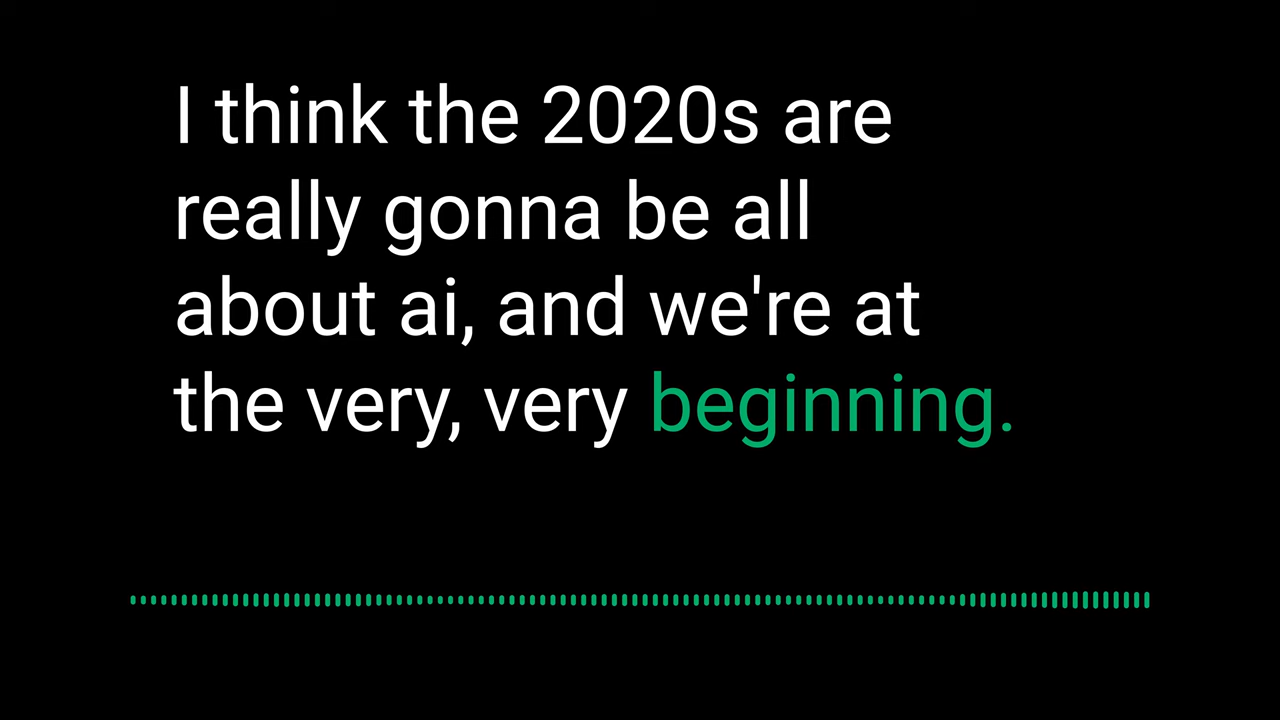 I think the 2020s are
really gonna be all
about ai, and we're at
the very, very beginning.